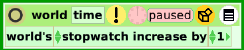 world time ! paused
world's stopwatch increase by 1